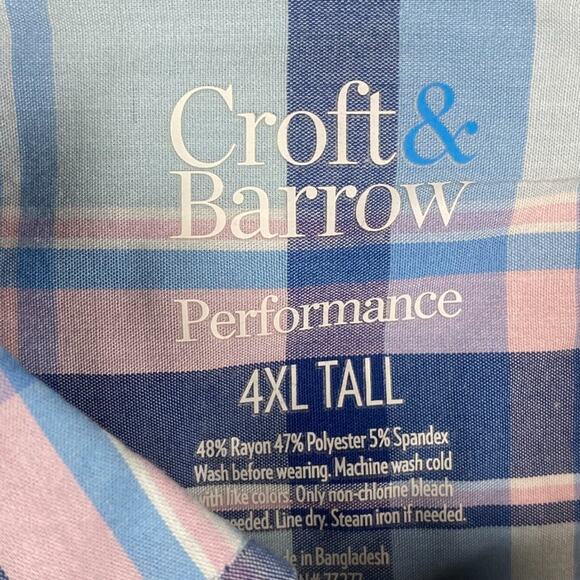 Croft&
Barrow
Performance
4XL TALL
48% Rayon 47% Polyester 5% Spandex
Wash before wearing. Machine wash cold
with like colors. Only non-chlorine bleach
needed. Line dry. Steam iron if needed.
in Bangladesh